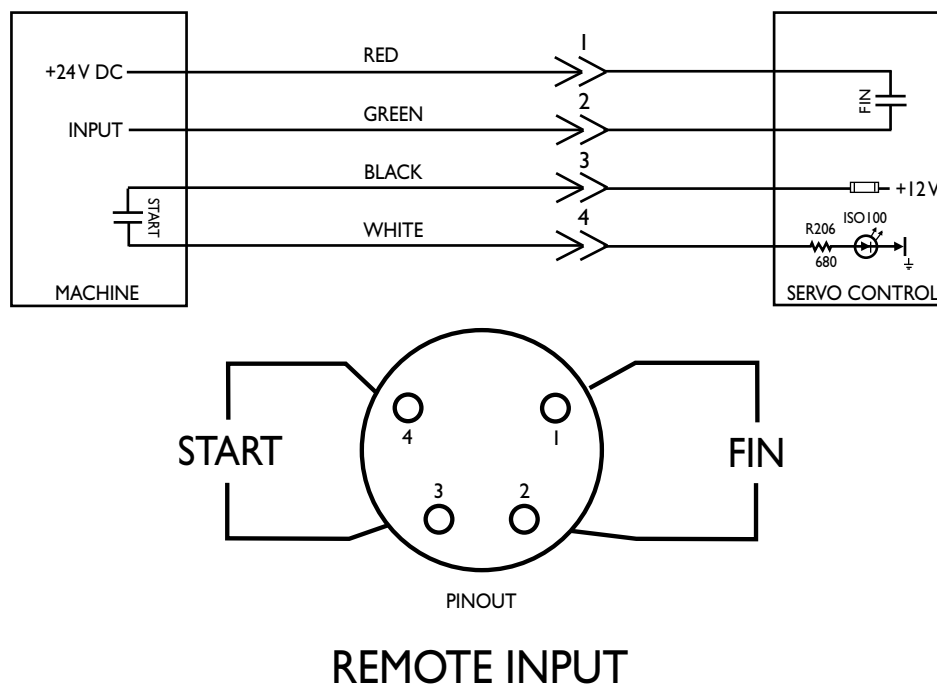 +24V DC
RED
1
FIN
INPUT
GREEN
2
BLACK
3
+12V
START
WHITE
4
R206
ISO100
680
MACHINE
SERVO CONTROL
START
4
1
FIN
3
2
PINOUT
REMOTE INPUT